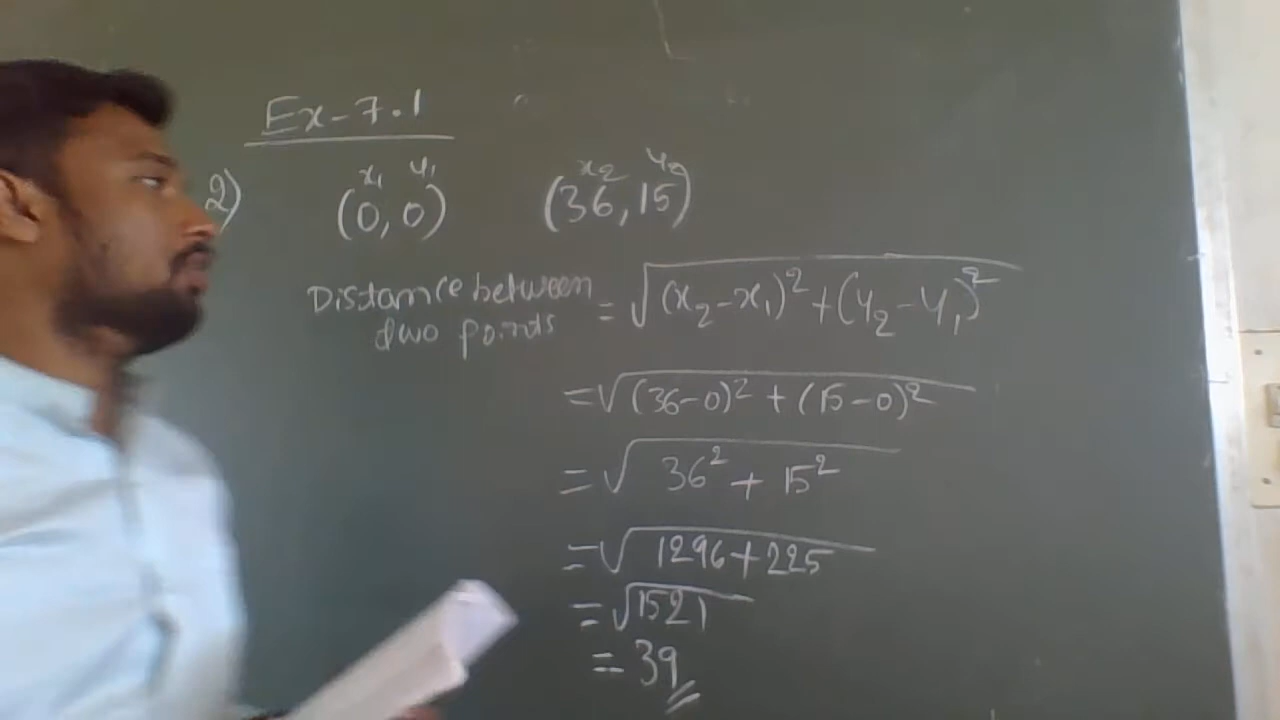 Ex-7.1
x₁ y₁ x₂ y₂
2) (0, 0) (36, 15)
Distance between two points = √(x₂-x₁)² + (y₂-y₁)²
= √(36-0)² + (15-0)²
= √36² + 15²
= √1296+225
= √1521
= 39